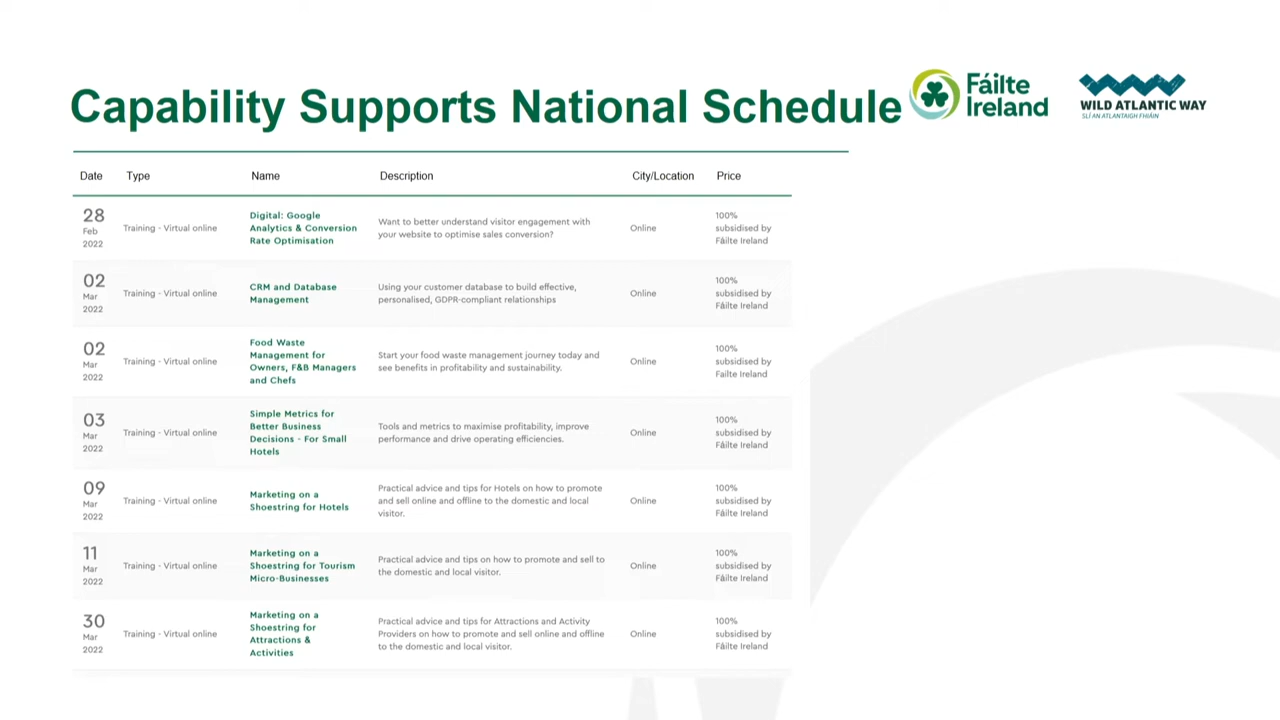 Capability Supports National Schedule
Fáilte
Ireland
WILD ATLANTIC WAY
SLÍ AN ATLANTAIGH FHIÁIN
Date Type Name Description City/Location Price
28
Feb
2022
Training - Virtual online
Digital: Google
Analytics & Conversion
Rate Optimisation
Want to better understand visitor engagement with
your website to optimise sales conversion?
Online
100%
subsidised by
Fáilte Ireland
02
Mar
2022
Training - Virtual online
CRM and Database
Management
Using your customer database to build effective,
personalised, GDPR-compliant relationships
Online
100%
subsidised by
Fáilte Ireland
02
Mar
2022
Training - Virtual online
Food Waste
Management for
Owners, F&B Managers
and Chefs
Start your food waste management journey today and
see benefits in profitability and sustainability.
Online
100%
subsidised by
Failte Ireland
03
Mar
2022
Training - Virtual online
Simple Metrics for
Better Business
Decisions - For Small
Hotels
Tools and metrics to maximise profitability, improve
performance and drive operating efficiencies.
Online
100%
subsidised by
Fáilte Ireland
09
Mar
2022
Training - Virtual online
Marketing on a
Shoestring for Hotels
Practical advice and tips for Hotels on how to promote
and sell online and offline to the domestic and local
visitor.
Online
100%
subsidised by
Fáilte Ireland
11
Mar
2022
Training - Virtual online
Marketing on a
Shoestring for Tourism
Micro-Businesses
Practical advice and tips on how to promote and sell to
the domestic and local visitor.
Online
100%
subsidised by
Fáilte Ireland
30
Mar
2022
Training - Virtual online
Marketing on a
Shoestring for
Attractions &
Activities
Practical advice and tips for Attractions and Activity
Providers on how to promote and sell online and offline
to the domestic and local visitor.
Online
100%
subsidised by
Fáilte Ireland